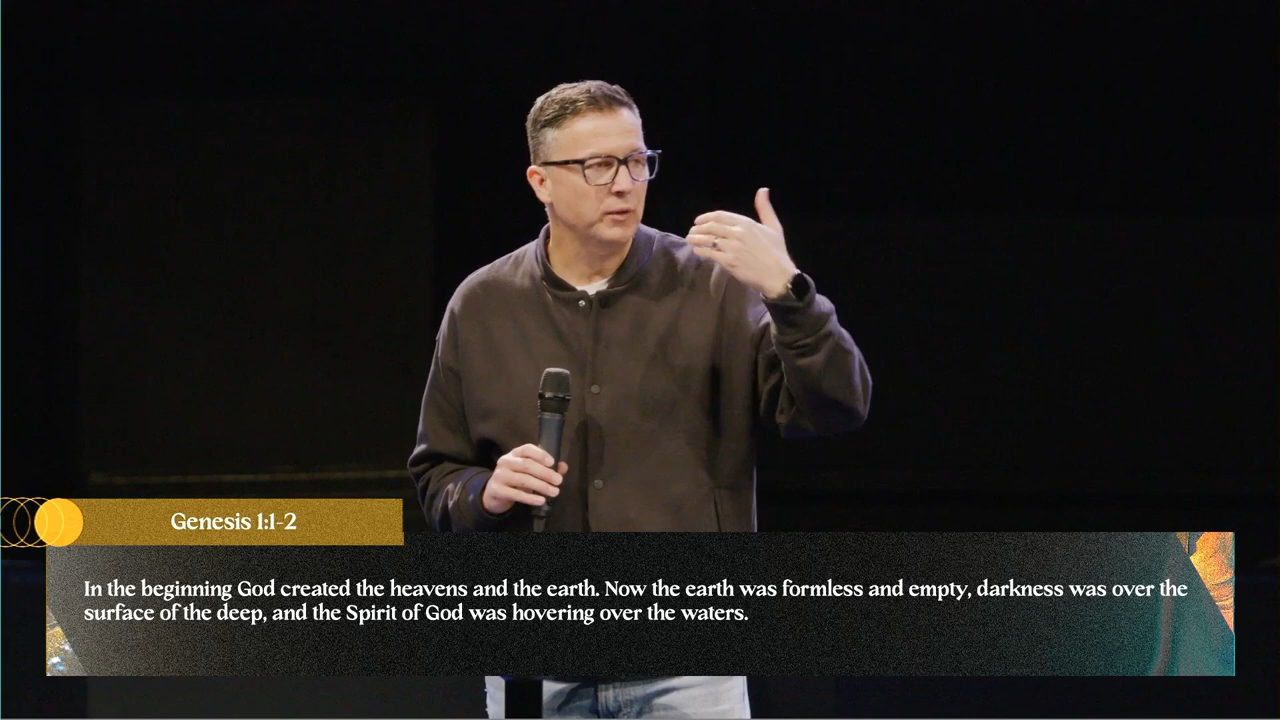 Genesis 1:1-2
In the beginning God created the heavens and the earth. Now the earth was formless and empty, darkness was over the
surface of the deep, and the Spirit of God was hovering over the waters.